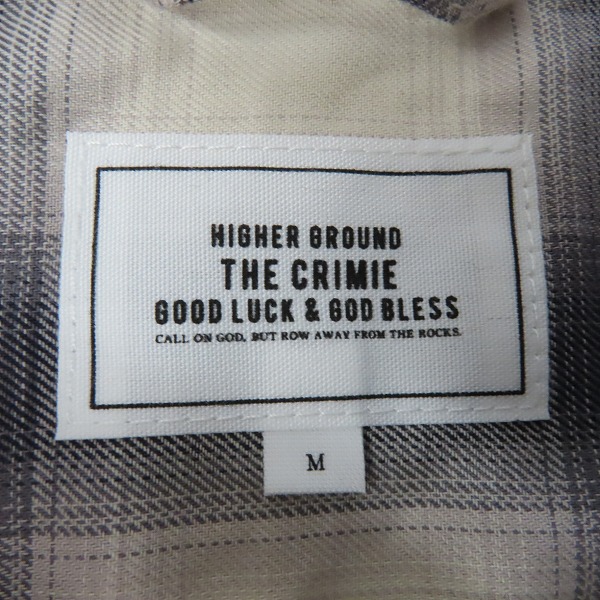 HIGHER GROUND
THE CRIMIE
GOOD LUCK & GOD BLESS
CALL ON GOD, BUT ROW AWAY FROM THE ROCKS.
M